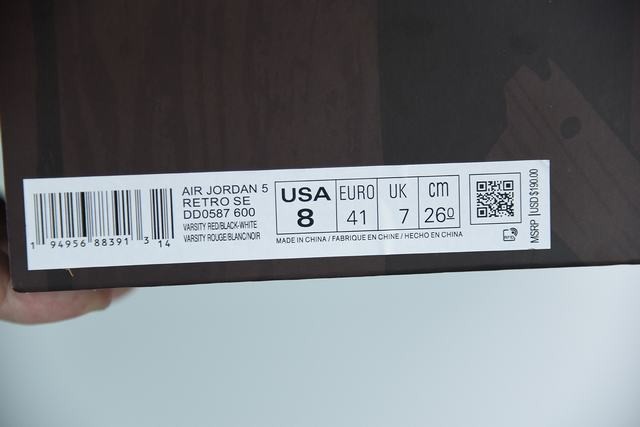 AIR JORDAN 5
RETRO SE
DD0587 600
VARSITY RED/BLACK-WHITE
VARSITY ROUGE/BLANC/NOIR
1 94956 88391 3 14
USA EURO UK cm
8 41 7 260
MADE IN CHINA / FABRIQUE EN CHINE / HECHO EN CHINA
RFID
MSRP USD $190.00